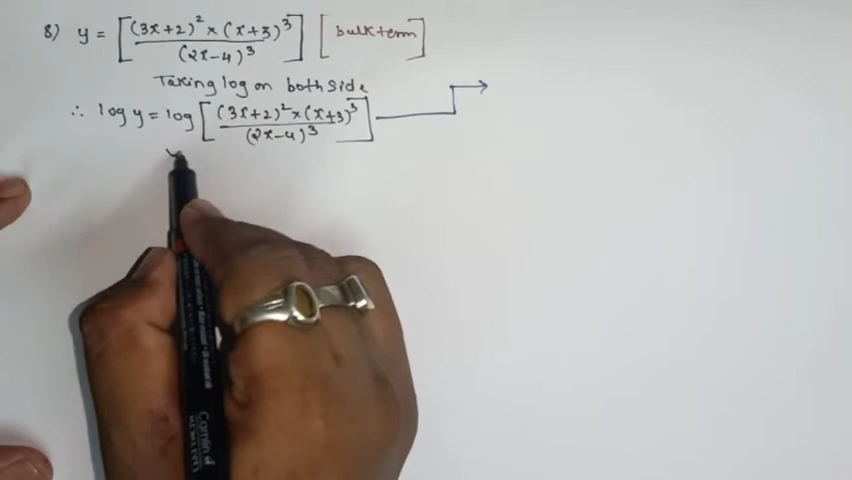 8) y = [(3x+2)² × (x+3)³ / (2x-4)³] [bulk term]
Taking log on both side
∴ log y = log [(3x+2)² × (x+3)³ / (2x-4)³]
Camlin